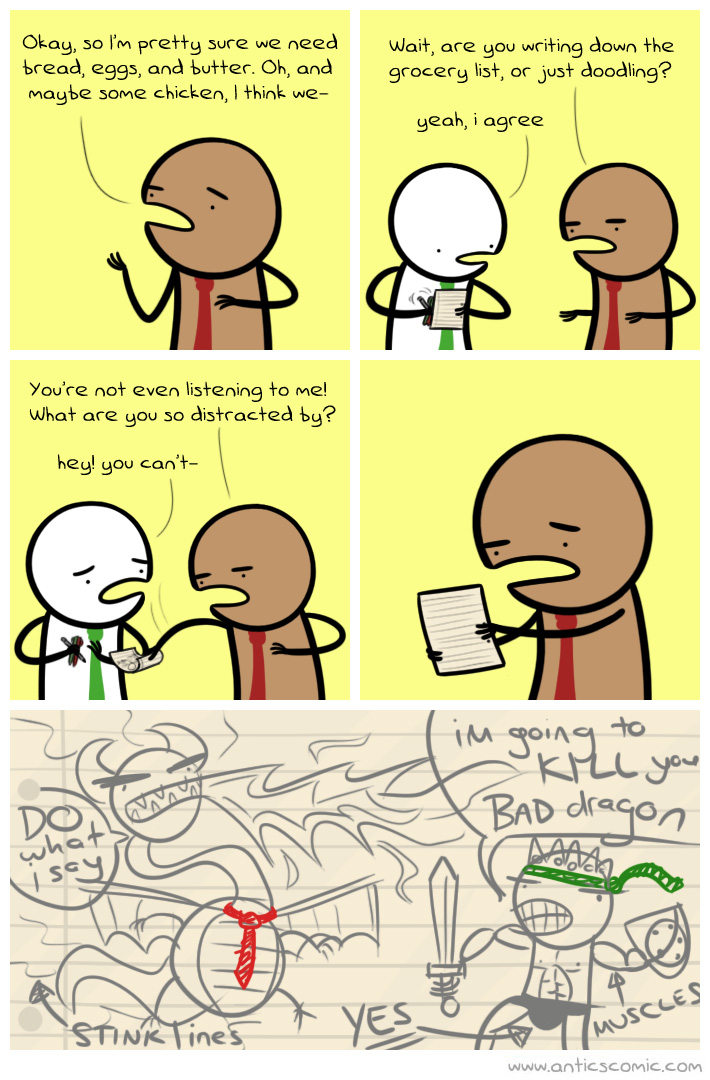 Okay, so I'm pretty sure we need
bread, eggs, and butter. Oh, and
maybe some chicken, I think we-
Wait, are you writing down the
grocery list, or just doodling?
yeah, i agree
You're not even listening to me!
What are you so distracted by?
hey! you can't-
DO
what
i say
im going to
KILL you
BAD dragon
STINK lines
YES
MUSCLES
www.anticscomic.com